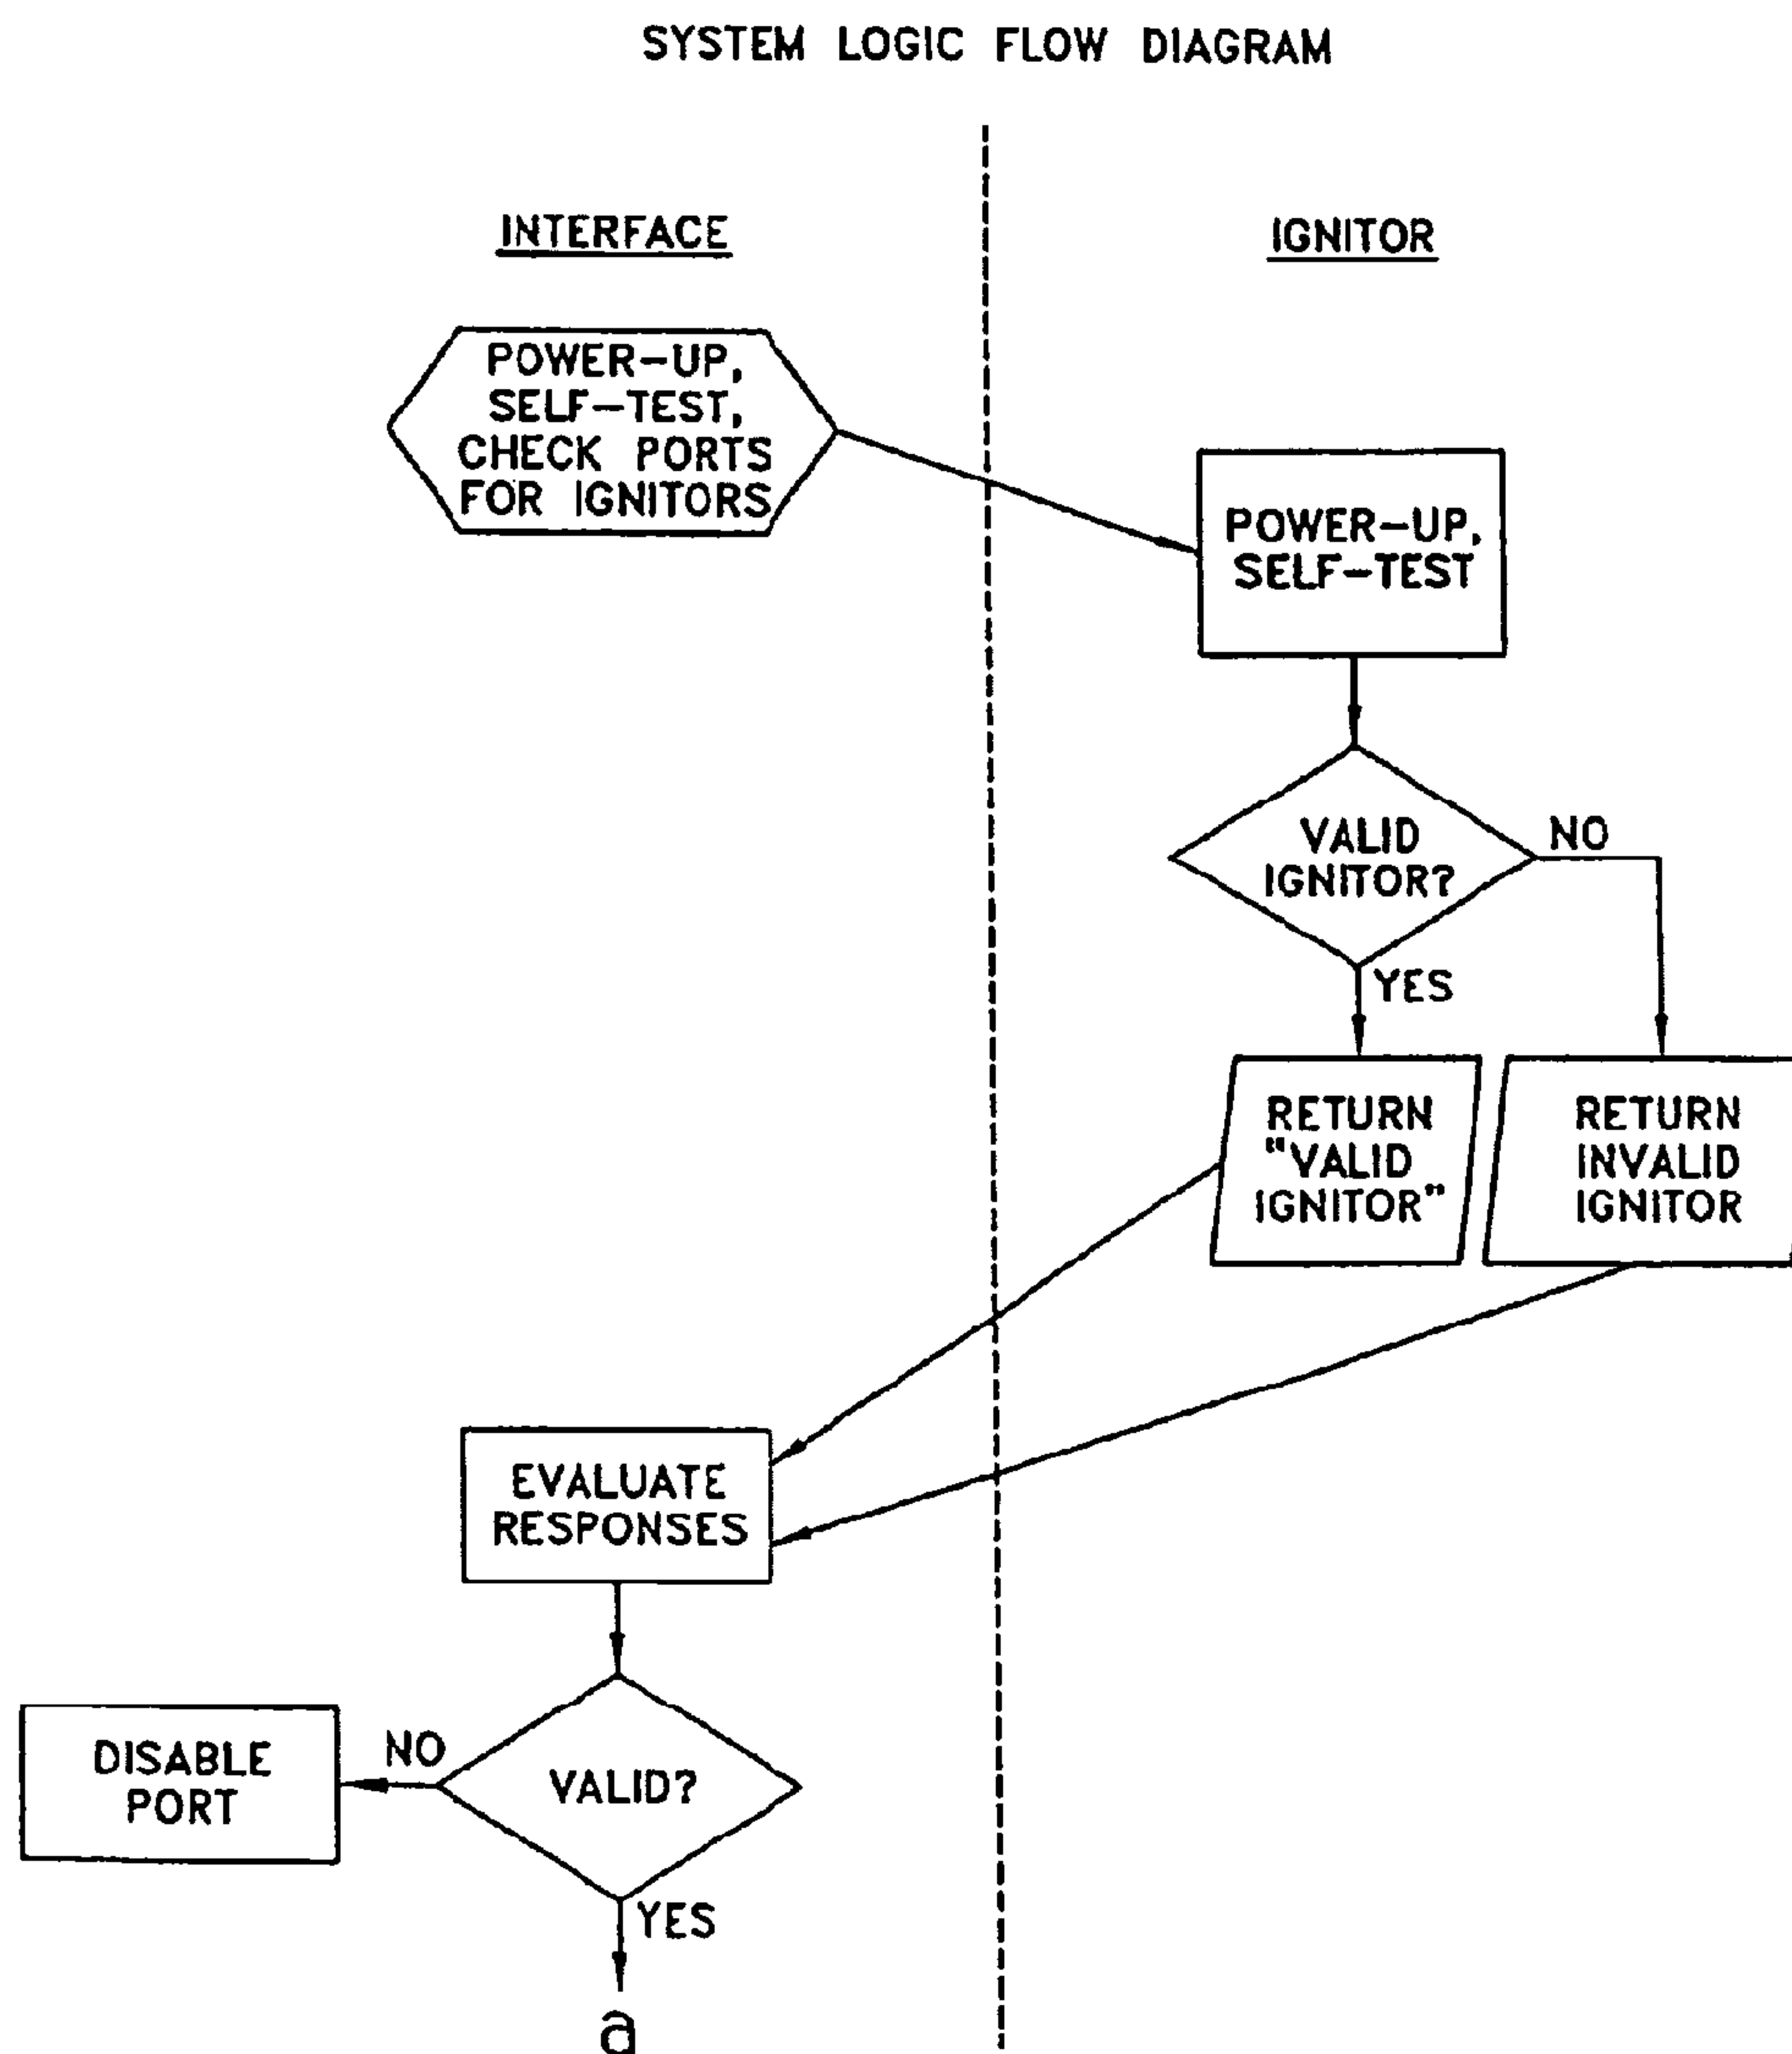 SYSTEM LOGIC FLOW DIAGRAM
INTERFACE
IGNITOR
POWER-UP,
SELF-TEST,
CHECK PORTS
FOR IGNITORS
POWER-UP,
SELF-TEST
VALID
IGNITOR?
NO
YES
RETURN
"VALID
IGNITOR"
RETURN
INVALID
IGNITOR
EVALUATE
RESPONSES
DISABLE
PORT
NO
VALID?
YES
a